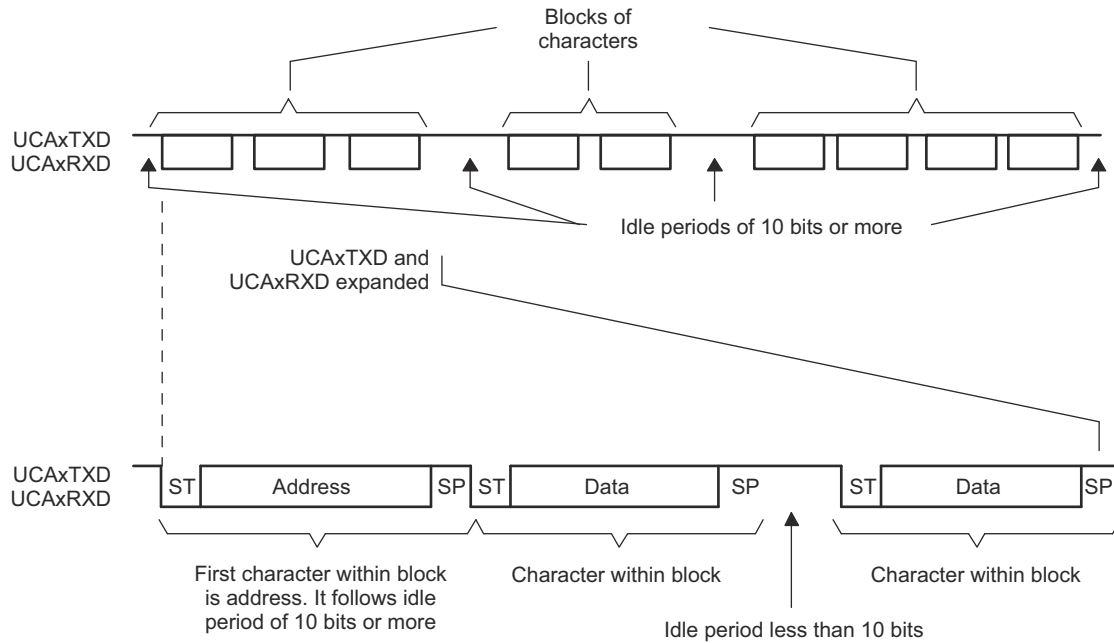 Blocks of
characters
UCAxTXD
UCAxRXD
Idle periods of 10 bits or more
UCAxTXD and
UCAxRXD expanded
UCAxTXD
UCAxRXD
ST
Address
SP
ST
Data
SP
ST
Data
SP
First character within block
is address. It follows idle
period of 10 bits or more
Character within block
Character within block
Idle period less than 10 bits